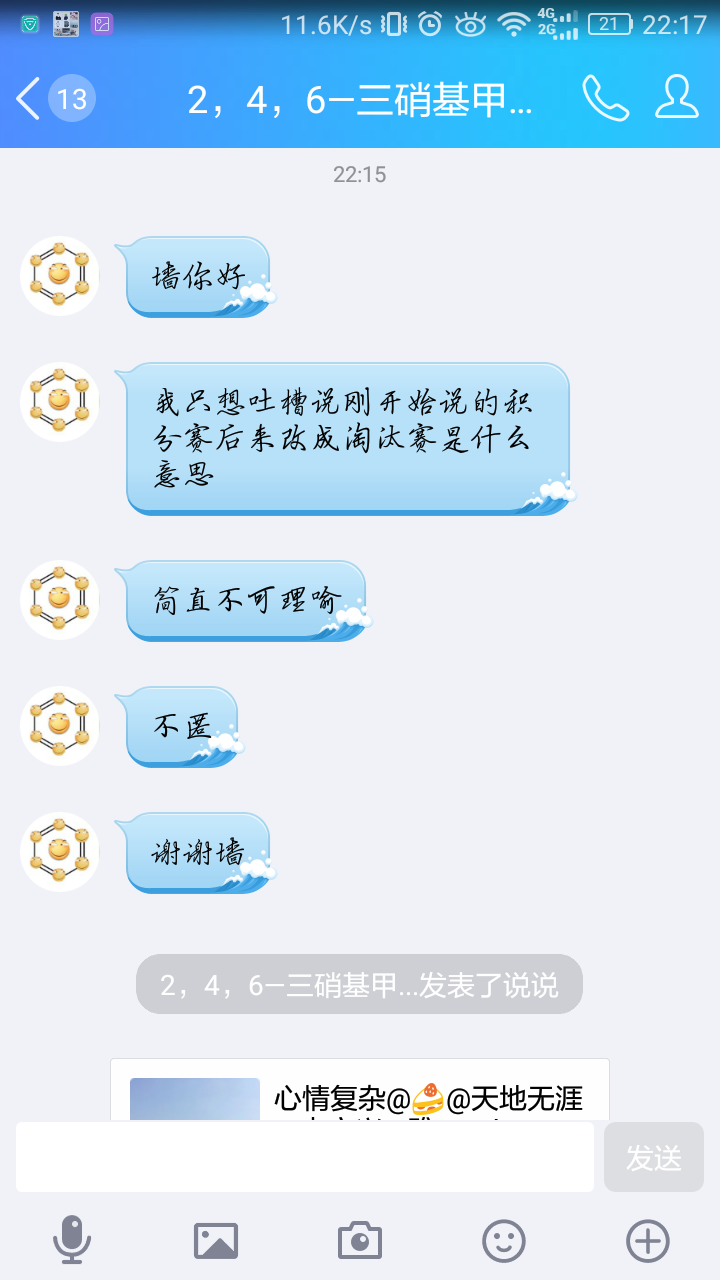 11.6K/s 4G 2G 21 22:17
13 2，4，6—三硝基甲...
22:15
墙你好
我只想吐槽说刚开始说的积
分赛后来改成淘汰赛是什么
意思
简直不可理喻
不匿
谢谢墙
2，4，6—三硝基甲...发表了说说
心情复杂@🍰@天地无涯
发送